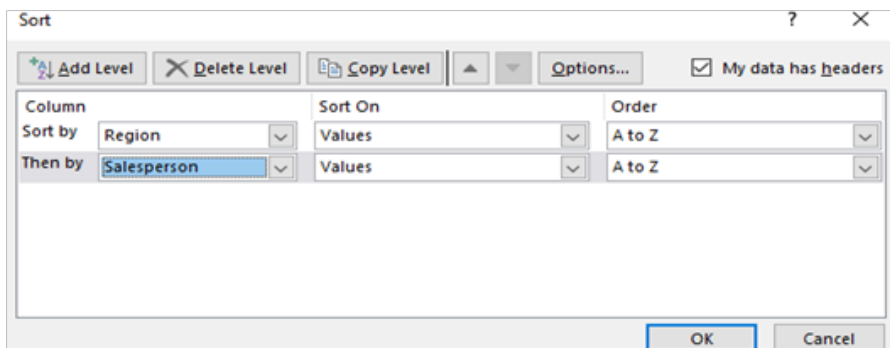 Sort ?
Add Level Delete Level Copy Level Options... My data has headers
Column Sort On Order
Sort by Region Values A to Z
Then by Salesperson Values A to Z
OK Cancel